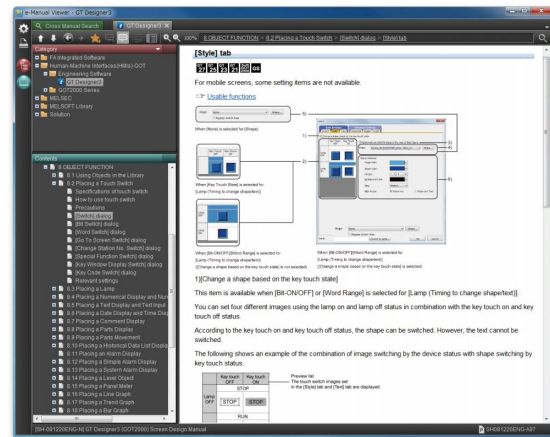 e-Manual Viewer - GT Designer3
Cross Manual Search
GT Designer3
100%
8 OBJECT FUNCTION > 8.2 Placing a Touch Switch > [Switch] dialog > [Style] tab
Category
FA Integrated Software
Human-Machine Interfaces(HMIs)-GOT
Engineering Software
GT Designer3
GOT2000 Series
MELSEC
MELSOFT Library
Solution
Contents
8 OBJECT FUNCTION
8.1 Using Objects in the Library
8.2 Placing a Touch Switch
Specifications of touch switch
How to use touch switch
Precautions
[Switch] dialog
[Bit Switch] dialog
[Word Switch] dialog
[Go To Screen Switch] dialog
[Change Station No. Switch] dialog
[Special Function Switch] dialog
[Key Window Display Switch] dialog
[Key Code Switch] dialog
Relevant settings
8.3 Placing a Lamp
8.4 Placing a Numerical Display and Num
8.5 Placing a Text Display and Text Input
8.6 Placing a Date Display and Time Disp
8.7 Placing a Comment Display
8.8 Placing a Parts Display
8.9 Placing a Parts Movement
8.10 Placing a Historical Data List Display
8.11 Placing an Alarm Display
8.12 Placing a Simple Alarm Display
8.13 Placing a System Alarm Display
8.14 Placing a Level Object
8.15 Placing a Panel Meter
8.16 Placing a Line Graph
8.17 Placing a Trend Graph
8.18 Placing a Bar Graph
[Style] tab
GT 27 GT 25 GT 23 GT 21 GS
For mobile screens, some setting items are not available.
Usable functions
5)
When [None] is selected for [Shape]
1)
2)
3)
4)
6)
When [Key Touch State] is selected for
[Lamp (Timing to change shape/text)]
When [Bit-ON/OFF][Word Range] is selected for
[Lamp (Timing to change shape/text)]
([Change a shape based on the key touch state] is not selected)
When [Bit-ON/OFF][Word Range] is selected for
[Lamp (Timing to change shape/text)]
([Change a shape based on the key touch state] is selected)
1)[Change a shape based on the key touch state]
This item is available when [Bit-ON/OFF] or [Word Range] is selected for [Lamp (Timing to change shape/text)].
You can set four different images using the lamp on and lamp off status in combination with the key touch on and key
touch off status.
According to the key touch on and key touch off status, the shape can be switched. However, the text cannot be
switched.
The following shows an example of the combination of image switching by the device status with shape switching by
key touch status.
Key touch OFF
Key touch ON
Lamp OFF
STOP
STOP
STOP
RUN
Preview list
The touch switch images set
in the [Style] tab and [Text] tab are displayed.
[SH-081220ENG-N] GT Designer3 (GOT2000) Screen Design Manual
SH081220ENG-A87